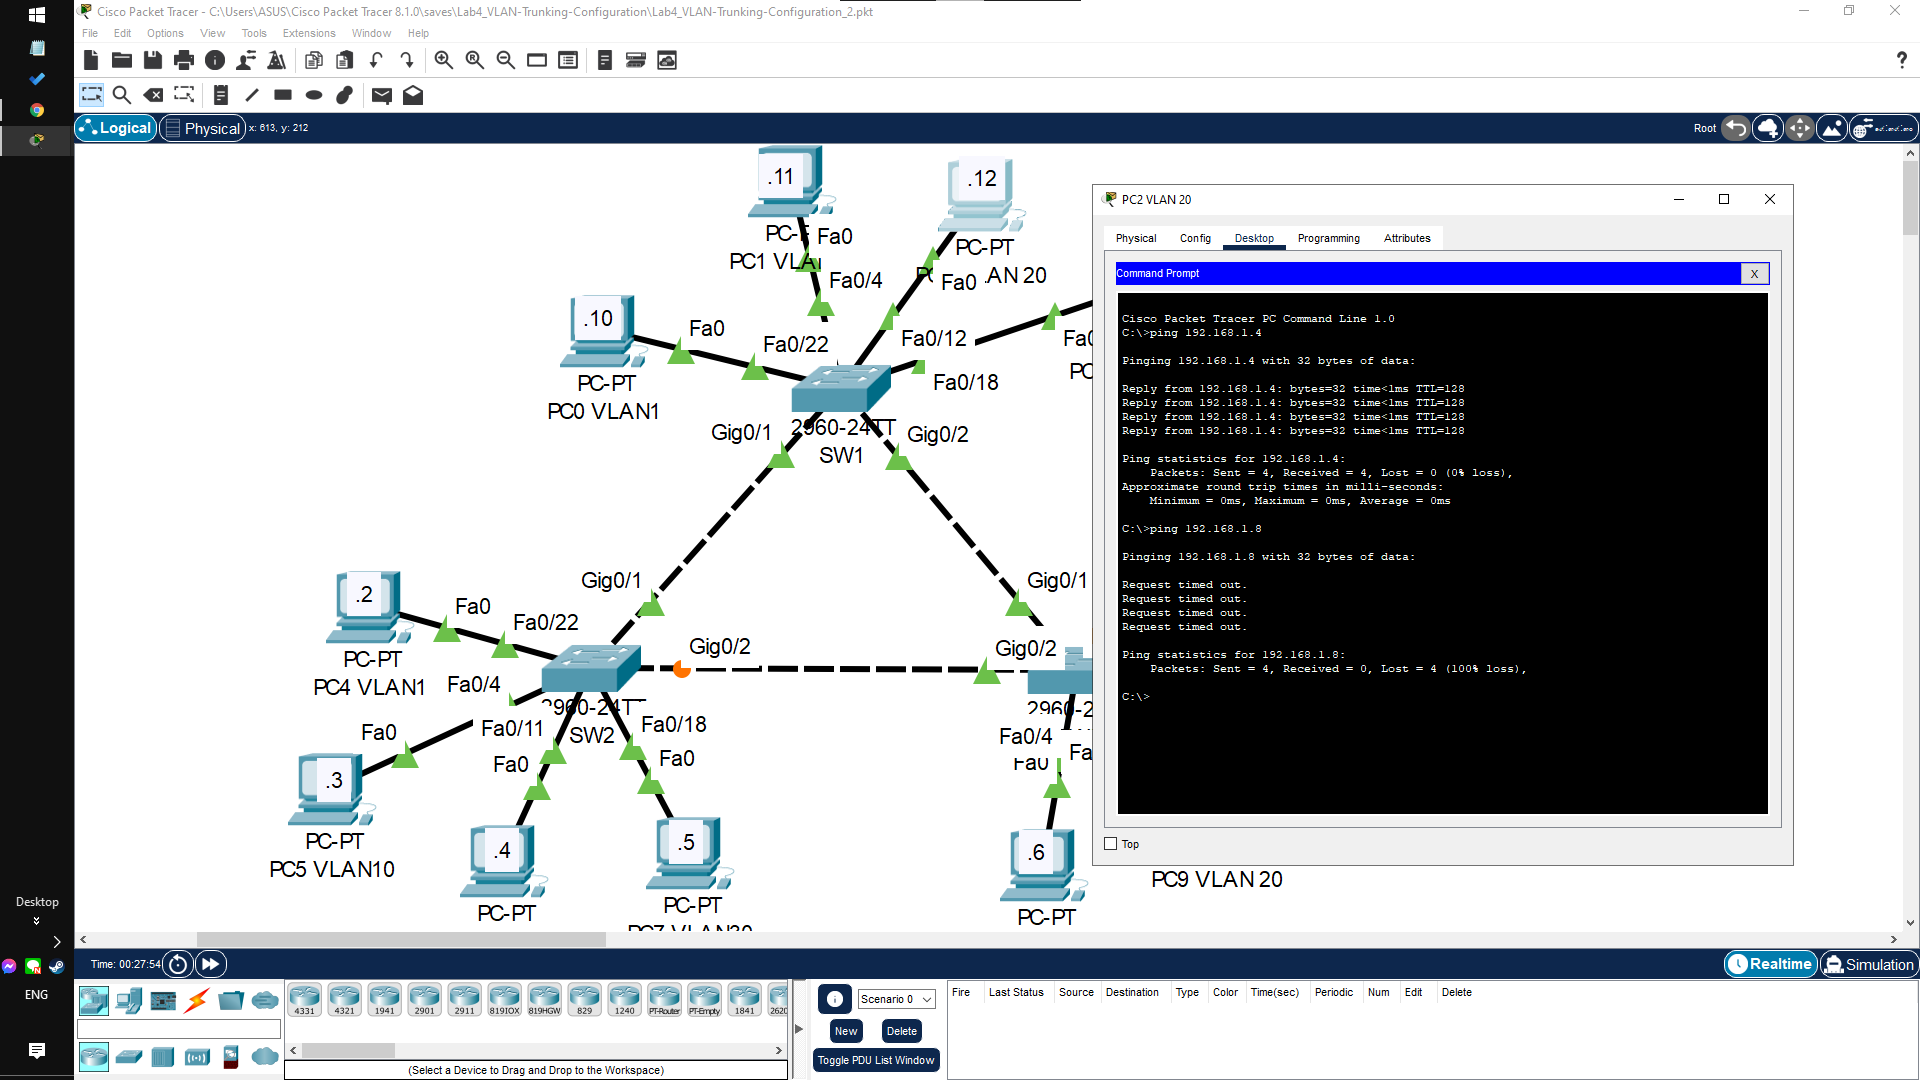 Cisco Packet Tracer - C:\Users\ASUS\Cisco Packet Tracer 8.1.0\saves\Lab4_VLAN-Trunking-Configuration\Lab4_VLAN-Trunking-Configuration_2.pkt
File Edit Options View Tools Extensions Window Help
?
Logical Physical x: 613, y: 212
Root
.11
.12
PC2 VLAN 20
Physical Config Desktop Programming Attributes
Command Prompt X
Cisco Packet Tracer PC Command Line 1.0
C:\>ping 192.168.1.4
Pinging 192.168.1.4 with 32 bytes of data:
Reply from 192.168.1.4: bytes=32 time<1ms TTL=128
Reply from 192.168.1.4: bytes=32 time<1ms TTL=128
Reply from 192.168.1.4: bytes=32 time<1ms TTL=128
Reply from 192.168.1.4: bytes=32 time<1ms TTL=128
Ping statistics for 192.168.1.4:
Packets: Sent = 4, Received = 4, Lost = 0 (0% loss),
Approximate round trip times in milli-seconds:
Minimum = 0ms, Maximum = 0ms, Average = 0ms
C:\>ping 192.168.1.8
Pinging 192.168.1.8 with 32 bytes of data:
Request timed out.
Request timed out.
Request timed out.
Request timed out.
Ping statistics for 192.168.1.8:
Packets: Sent = 4, Received = 0, Lost = 4 (100% loss),
C:\>
Top
Fa0
PC-PT
PC1
Fa0/4
Fa0
AN 20
.10
Fa0
Fa0/22
Fa0/12
Fa0/18
PC-PT
PC0 VLAN1
Gig0/1
2960-24TT
Gig0/2
SW1
Gig0/1
Gig0/1
.2
Fa0
Fa0/22
Gig0/2
Gig0/2
PC-PT
PC4 VLAN1
Fa0/4
2960-24TT
Fa0/11
SW2
Fa0/18
Fa0/4
Fa0
Fa0
Fa0
Fa0
.3
PC-PT
PC5 VLAN10
.4
PC-PT
.5
PC-PT
.6
PC-PT
PC9 VLAN 20
Desktop
ENG
Time: 00:27:54
Realtime Simulation
4331 4321 1941 2901 2911 819IOX 819HGW 829 1240 PT-Router PT-Empty 1841
(Select a Device to Drag and Drop to the Workspace)
Scenario 0
New Delete
Toggle PDU List Window
Fire Last Status Source Destination Type Color Time(sec) Periodic Num Edit Delete